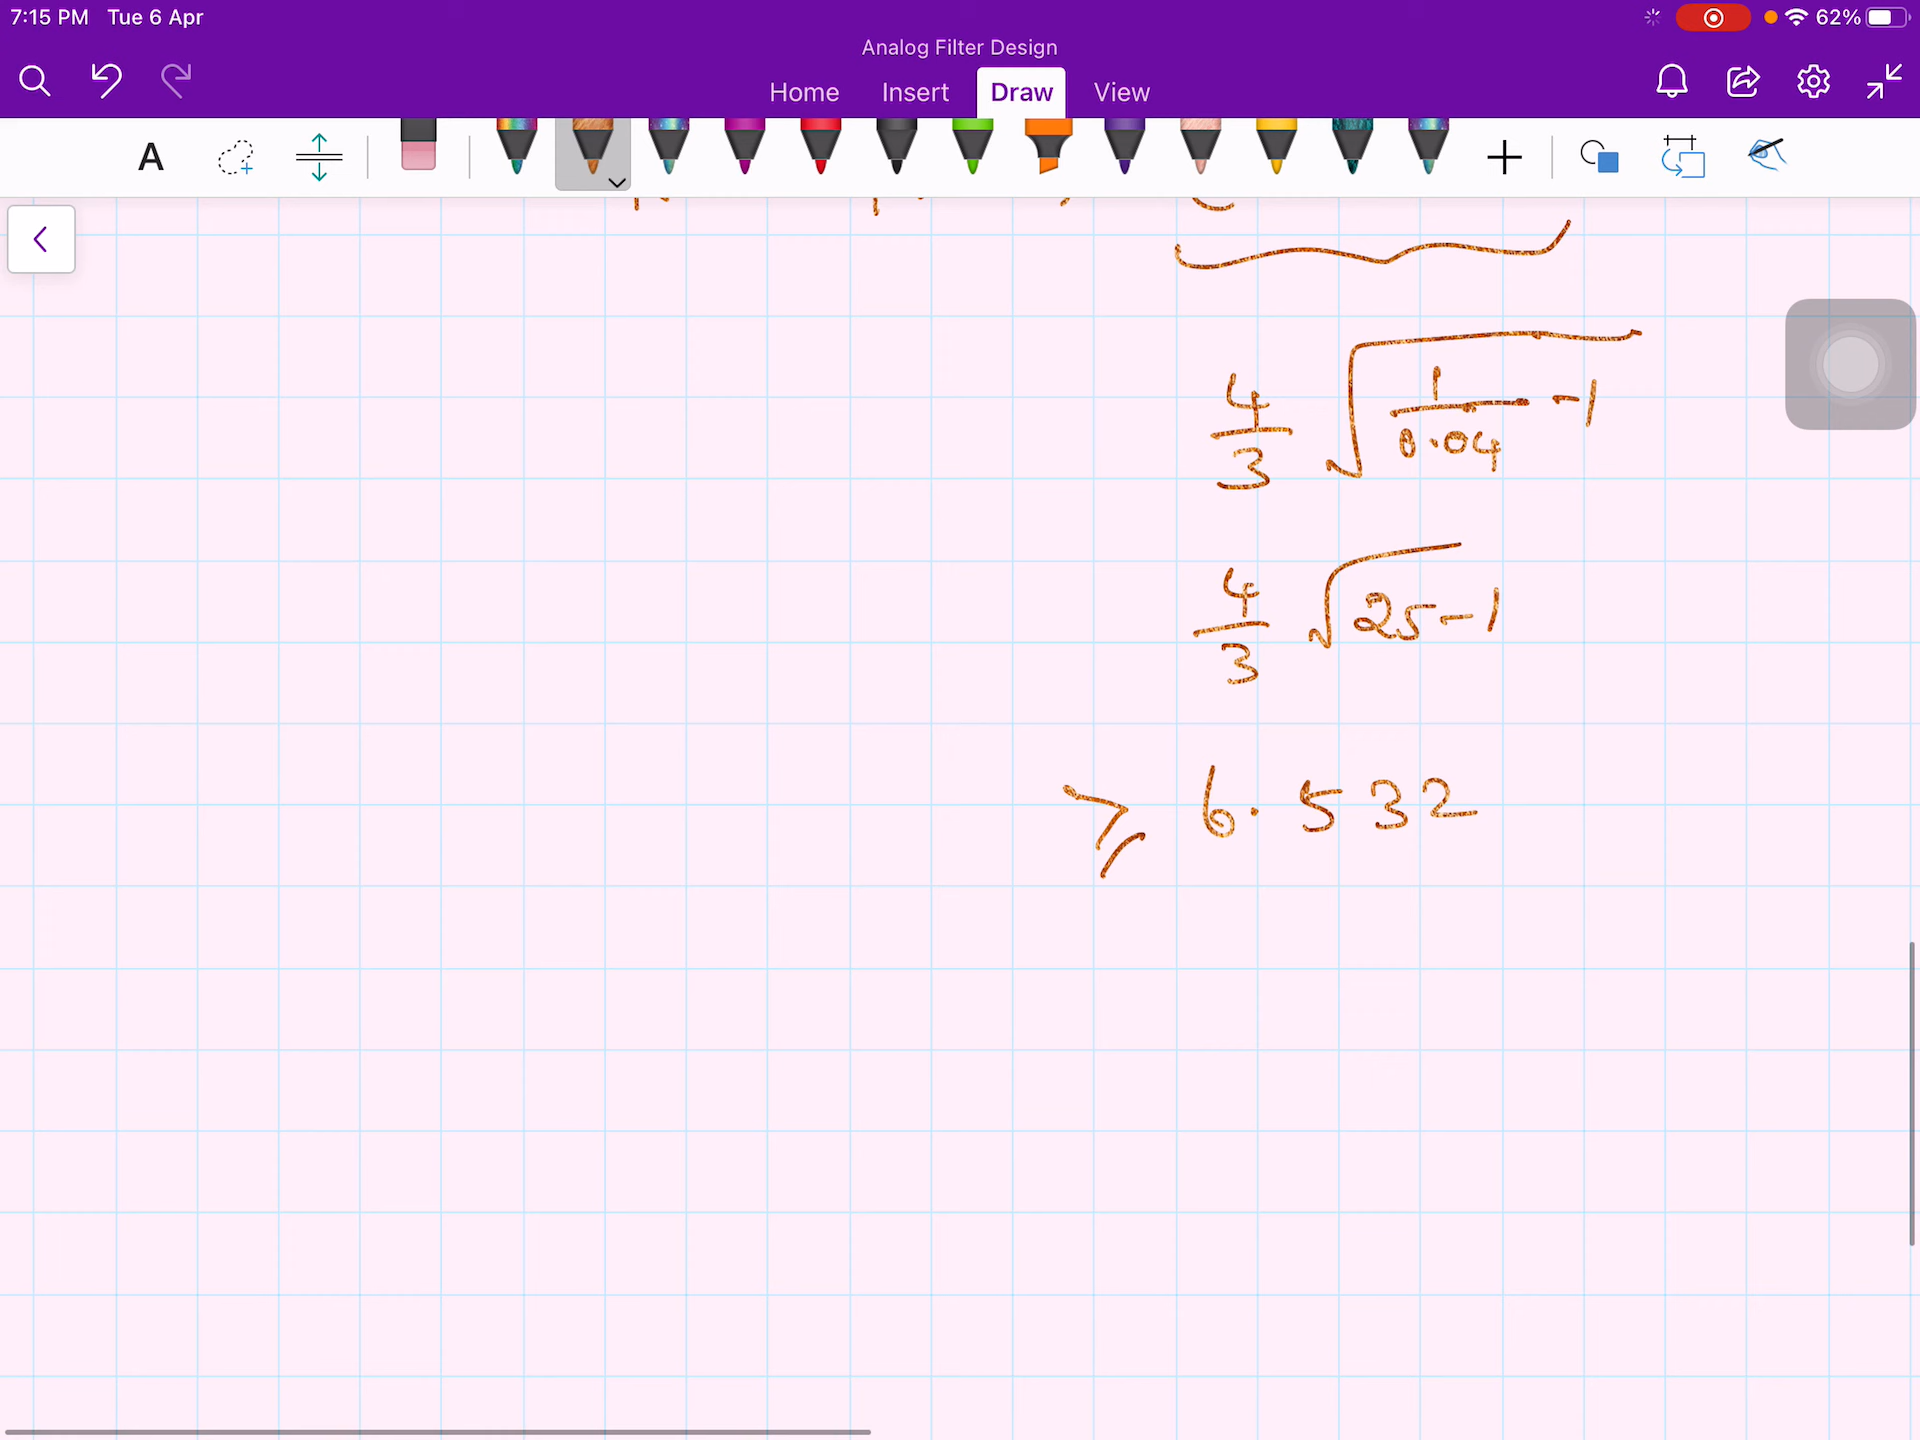 7:15 PM Tue 6 Apr
62%
Analog Filter Design
Home Insert Draw View
A
4/3 √(1/0.04 -1)
4/3 √25-1
⩾ 6.532